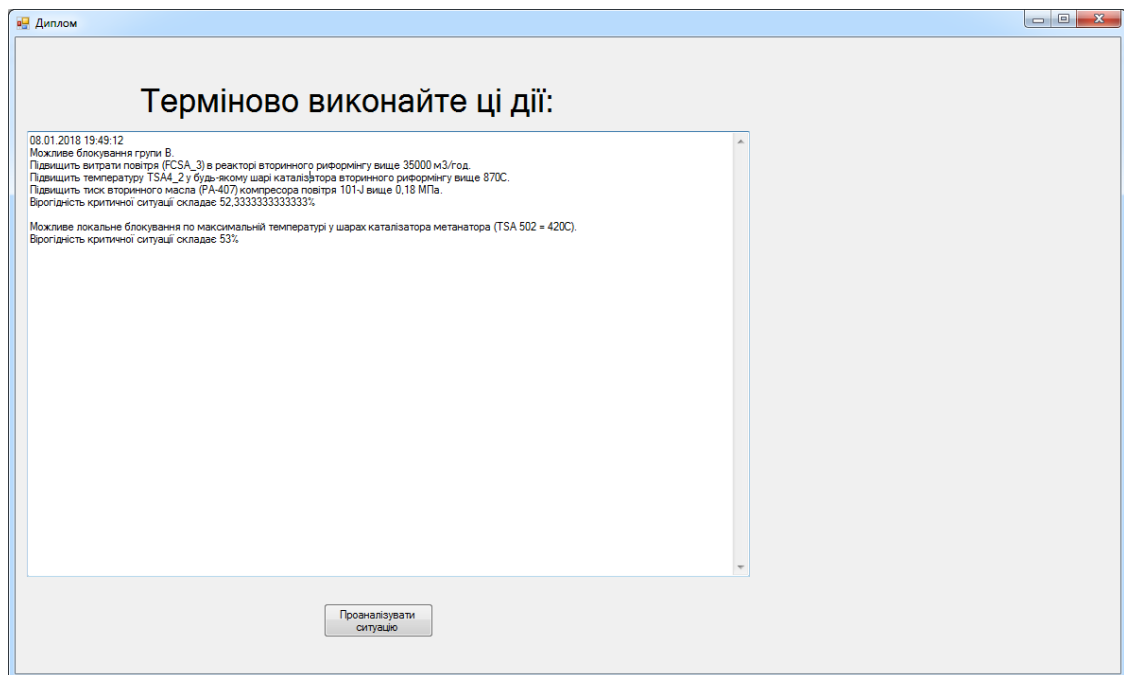 Диплом
Терміново виконайте ці дії:
08.01.2018 19:49:12
Можливе блокування групи В.
Підвищить витрати повітря (FCSA_3) в реакторі вторинного риформінгу вище 35000 м3/год.
Підвищить температуру TSA4_2 у будь-якому шарі каталізатора вторинного риформінгу вище 870С.
Підвищить тиск вторинного масла (РА-407) компресора повітря 101-J вище 0,18 МПа.
Вірогідність критичної ситуації складає 52,3333333333333%
Можливе локальне блокування по максимальній температурі у шарах каталізатора метанатора (TSA 502 = 420С).
Вірогідність критичної ситуації складає 53%
Проаналізувати
ситуацію